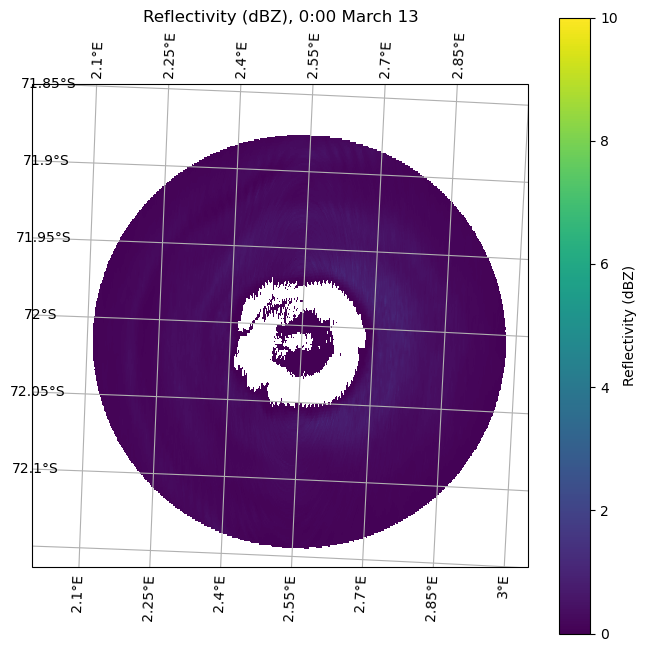 Reflectivity (dBZ), 0:00 March 13
2.1°E 2.25°E 2.4°E 2.55°E 2.7°E 2.85°E
71.85°S
71.9°S
71.95°S
72°S
72.05°S
72.1°S
2.1°E 2.25°E 2.4°E 2.55°E 2.7°E 2.85°E 3°E
10
8
6
4
2
0
Reflectivity (dBZ)